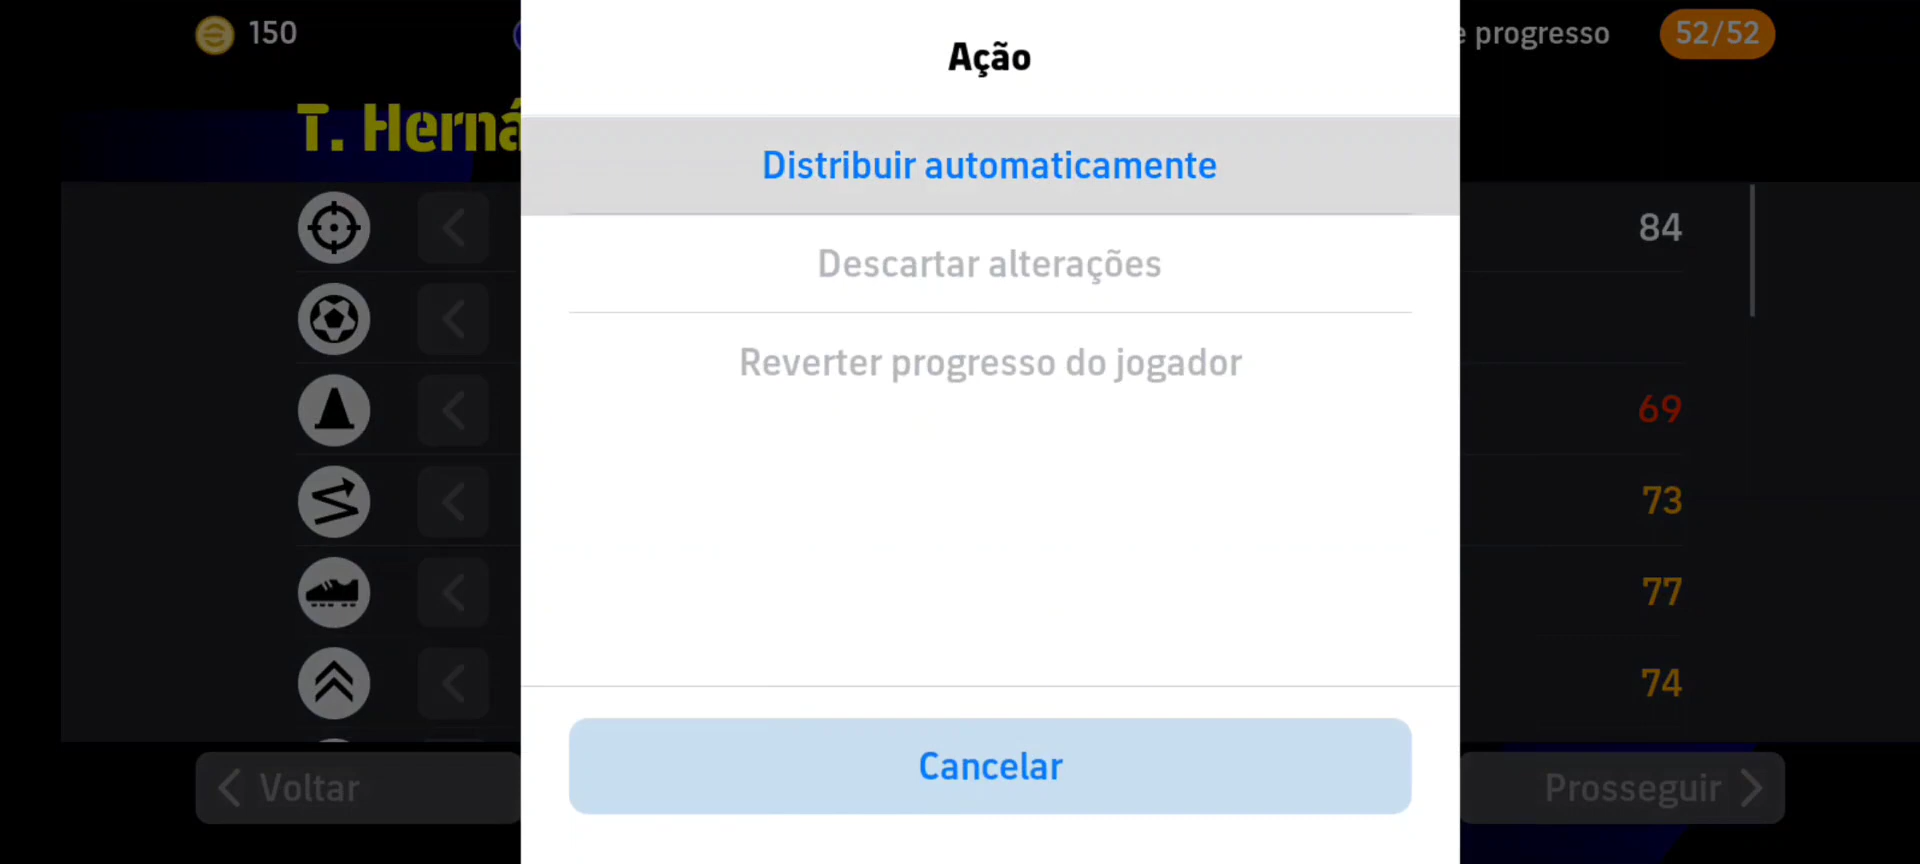 150
e progresso
52/52
T. Herná
Ação
Distribuir automaticamente
Descartar alterações
Reverter progresso do jogador
84
69
73
77
74
Cancelar
Voltar
Prosseguir